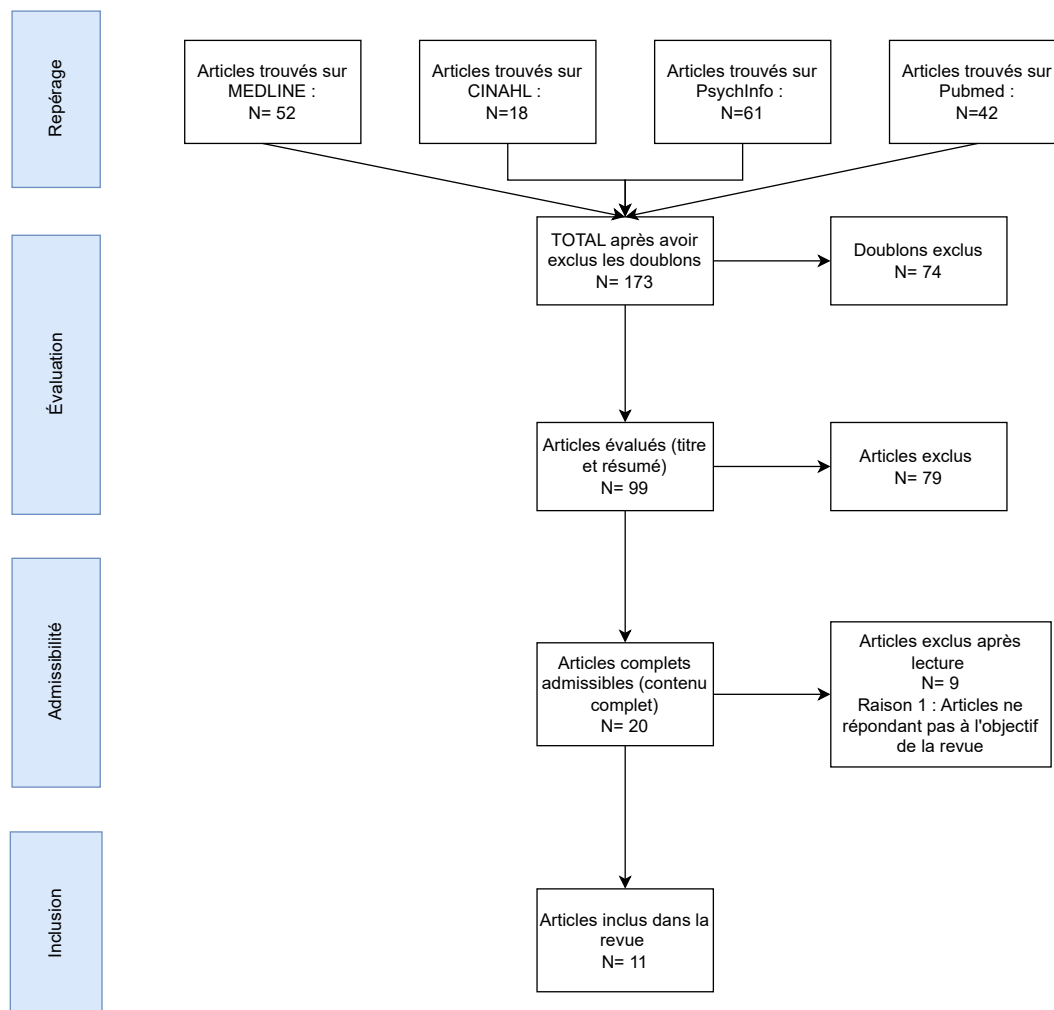 Repérage
Articles trouvés sur
MEDLINE :
N= 52
Articles trouvés sur
CINAHL :
N=18
Articles trouvés sur
PsychInfo :
N=61
Articles trouvés sur
Pubmed :
N=42
Évaluation
TOTAL après avoir
exclus les doublons
N= 173
Doublons exclus
N= 74
Articles évalués (titre
et résumé)
N= 99
Articles exclus
N= 79
Admissibilité
Articles complets
admissibles (contenu
complet)
N= 20
Articles exclus après
lecture
N= 9
Raison 1 : Articles ne
répondant pas à l'objectif
de la revue
Inclusion
Articles inclus dans la
revue
N= 11